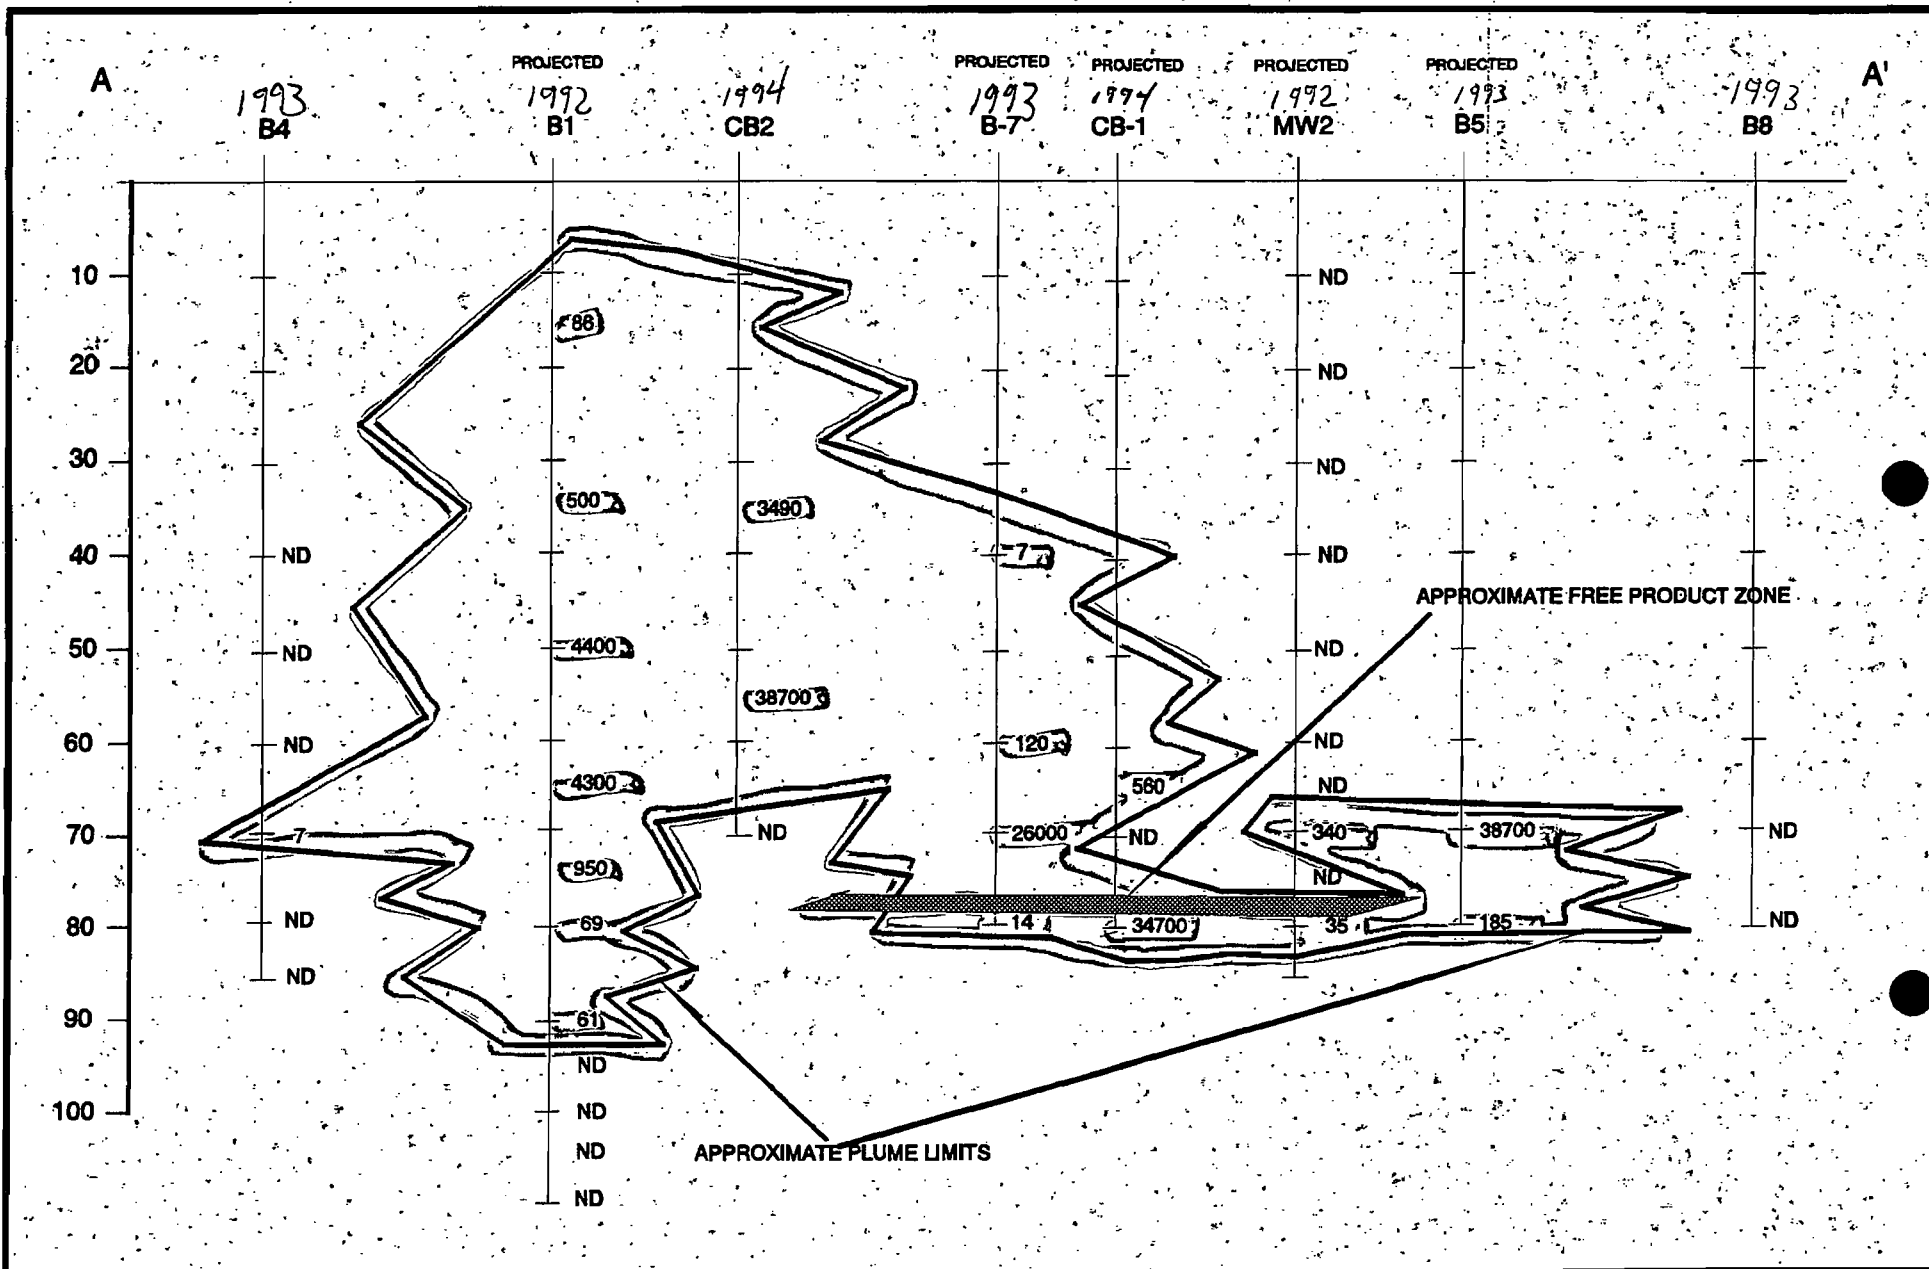 PROJECTED PROJECTED PROJECTED PROJECTED PROJECTED
A A'
1993 1992 1994 1993 1994 1992 1993 1993
B4 B1 CB2 B-7 CB-1 MW2 B5 B8
10 ND
86
20 ND
30 ND
500 3490
40 ND 7 ND
APPROXIMATE FREE PRODUCT ZONE
50 ND 4400 ND
38700
60 ND 120 ND
4300 560 ND
70 7 ND 26000 ND 340 38700 ND
950 ND
80 ND 69 14 34700 35 185 ND
ND
90 61
ND
100 ND
ND
APPROXIMATE PLUME LIMITS
ND